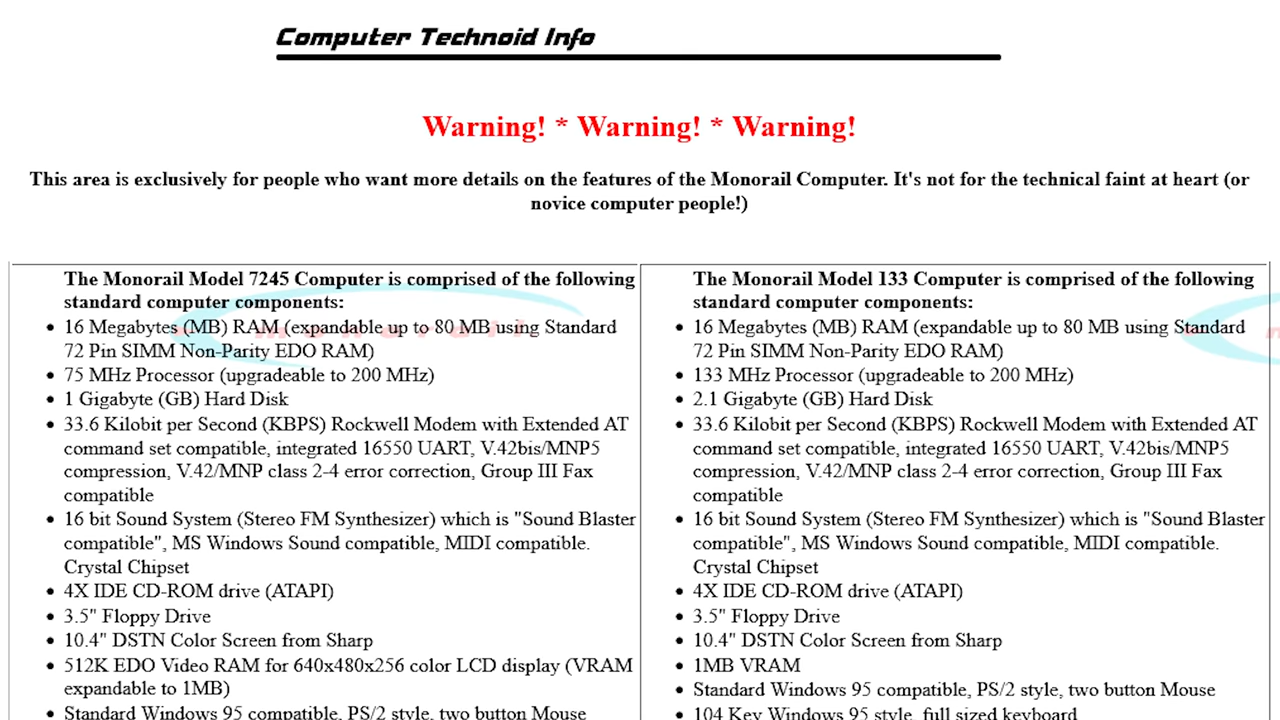 Computer Technoid Info
Warning! * Warning! * Warning!
This area is exclusively for people who want more details on the features of the Monorail Computer. It's not for the technical faint at heart (or
novice computer people!)
The Monorail Model 7245 Computer is comprised of the following
standard computer components:
16 Megabytes (MB) RAM (expandable up to 80 MB using Standard
72 Pin SIMM Non-Parity EDO RAM)
75 MHz Processor (upgradeable to 200 MHz)
1 Gigabyte (GB) Hard Disk
33.6 Kilobit per Second (KBPS) Rockwell Modem with Extended AT
command set compatible, integrated 16550 UART, V.42bis/MNP5
compression, V.42/MNP class 2-4 error correction, Group III Fax
compatible
16 bit Sound System (Stereo FM Synthesizer) which is "Sound Blaster
compatible", MS Windows Sound compatible, MIDI compatible.
Crystal Chipset
4X IDE CD-ROM drive (ATAPI)
3.5" Floppy Drive
10.4" DSTN Color Screen from Sharp
512K EDO Video RAM for 640x480x256 color LCD display (VRAM
expandable to 1MB)
Standard Windows 95 compatible, PS/2 style, two button Mouse
The Monorail Model 133 Computer is comprised of the following
standard computer components:
16 Megabytes (MB) RAM (expandable up to 80 MB using Standard
72 Pin SIMM Non-Parity EDO RAM)
133 MHz Processor (upgradeable to 200 MHz)
2.1 Gigabyte (GB) Hard Disk
33.6 Kilobit per Second (KBPS) Rockwell Modem with Extended AT
command set compatible, integrated 16550 UART, V.42bis/MNP5
compression, V.42/MNP class 2-4 error correction, Group III Fax
compatible
16 bit Sound System (Stereo FM Synthesizer) which is "Sound Blaster
compatible", MS Windows Sound compatible, MIDI compatible.
Crystal Chipset
4X IDE CD-ROM drive (ATAPI)
3.5" Floppy Drive
10.4" DSTN Color Screen from Sharp
1MB VRAM
Standard Windows 95 compatible, PS/2 style, two button Mouse
104 Key Windows 95 style, full sized keyboard
monorail